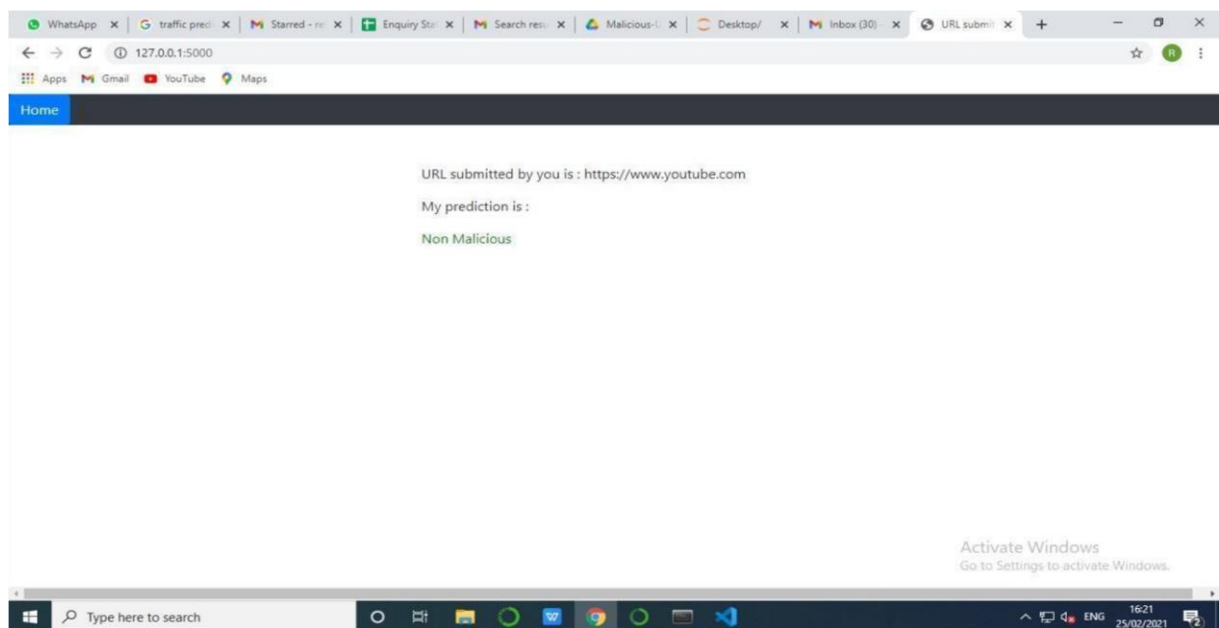 WhatsApp
G traffic pred
Starred - re
Enquiry Sta
Search resu
Malicious-U
Desktop/
Inbox (30)
URL submi
127.0.0.1:5000
R
Apps
Gmail
YouTube
Maps
Home
URL submitted by you is : https://www.youtube.com
My prediction is :
Non Malicious
Activate Windows
Go to Settings to activate Windows.
Type here to search
W
ENG
16:21
25/02/2021
2